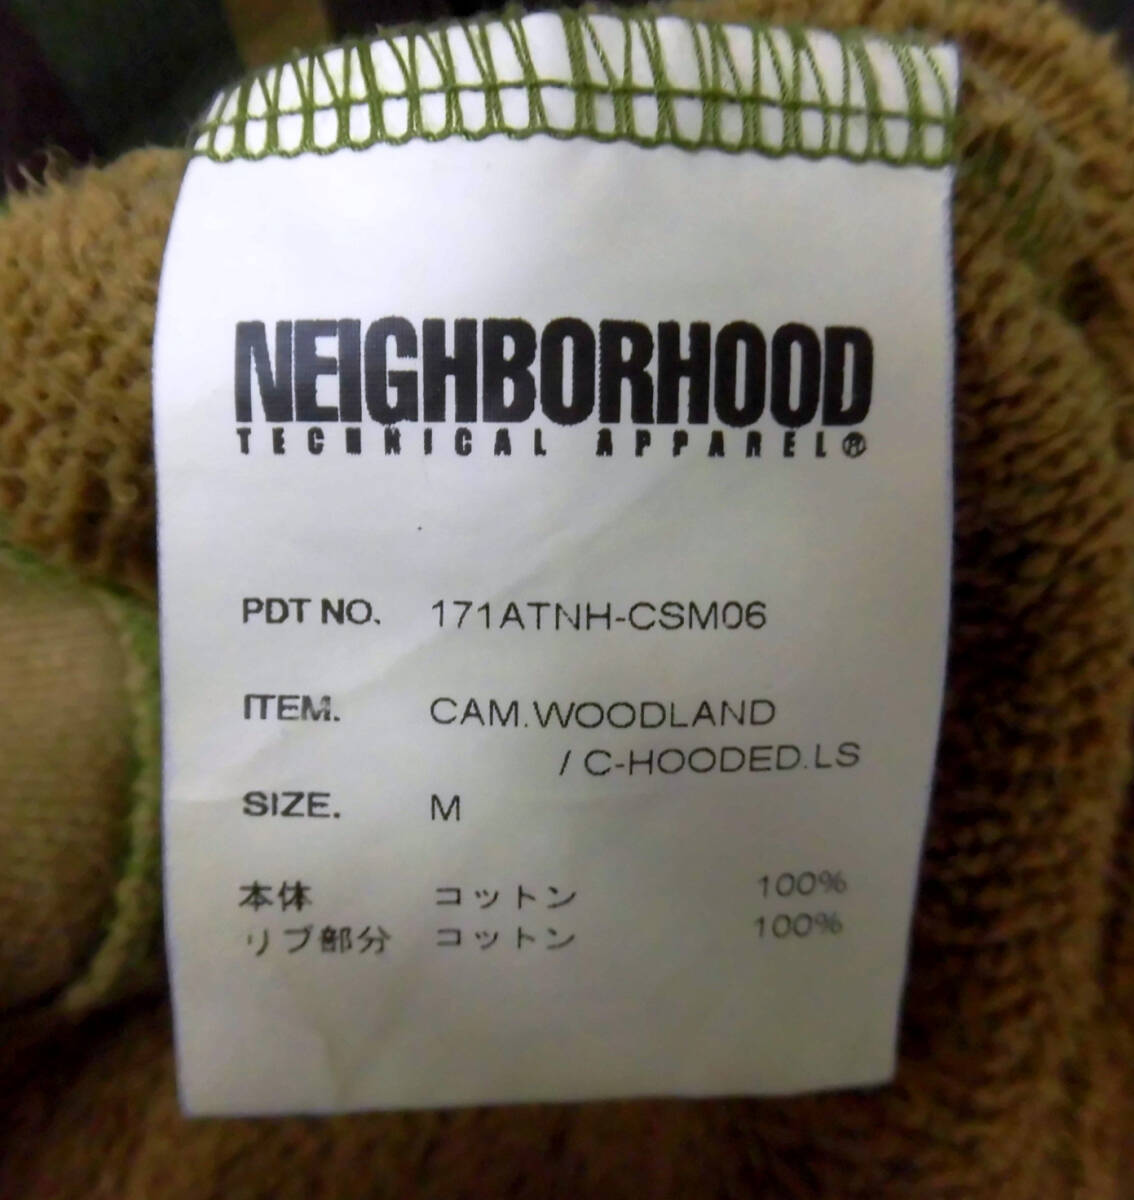 NEIGHBORHOOD
TECHNICAL APPAREL®
PDT NO. 171ATNH-CSM06
ITEM. CAM.WOODLAND
/ C-HOODED.LS
SIZE. M
本体 コットン 100%
リブ部分 コットン 100%